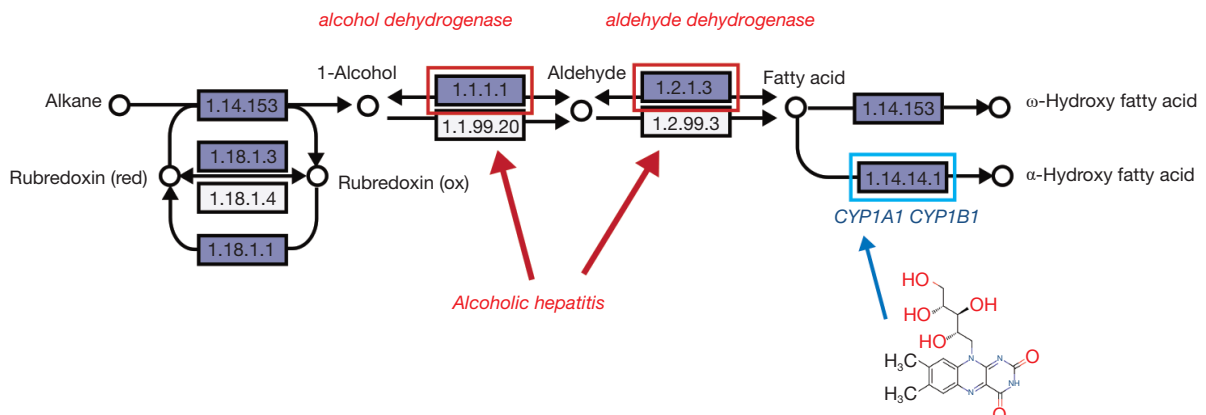 alcohol dehydrogenase
aldehyde dehydrogenase
1-Alcohol
Aldehyde
Fatty acid
Alkane
1.14.153
1.1.1.1
1.2.1.3
1.14.153
ω-Hydroxy fatty acid
1.1.99.20
1.2.99.3
1.18.1.3
Rubredoxin (red)
Rubredoxin (ox)
1.14.14.1
α-Hydroxy fatty acid
1.18.1.4
CYP1A1 CYP1B1
1.18.1.1
Alcoholic hepatitis
HO
HO
OH
HO
H₃C
H₃C
N
N
O
N
NH
O